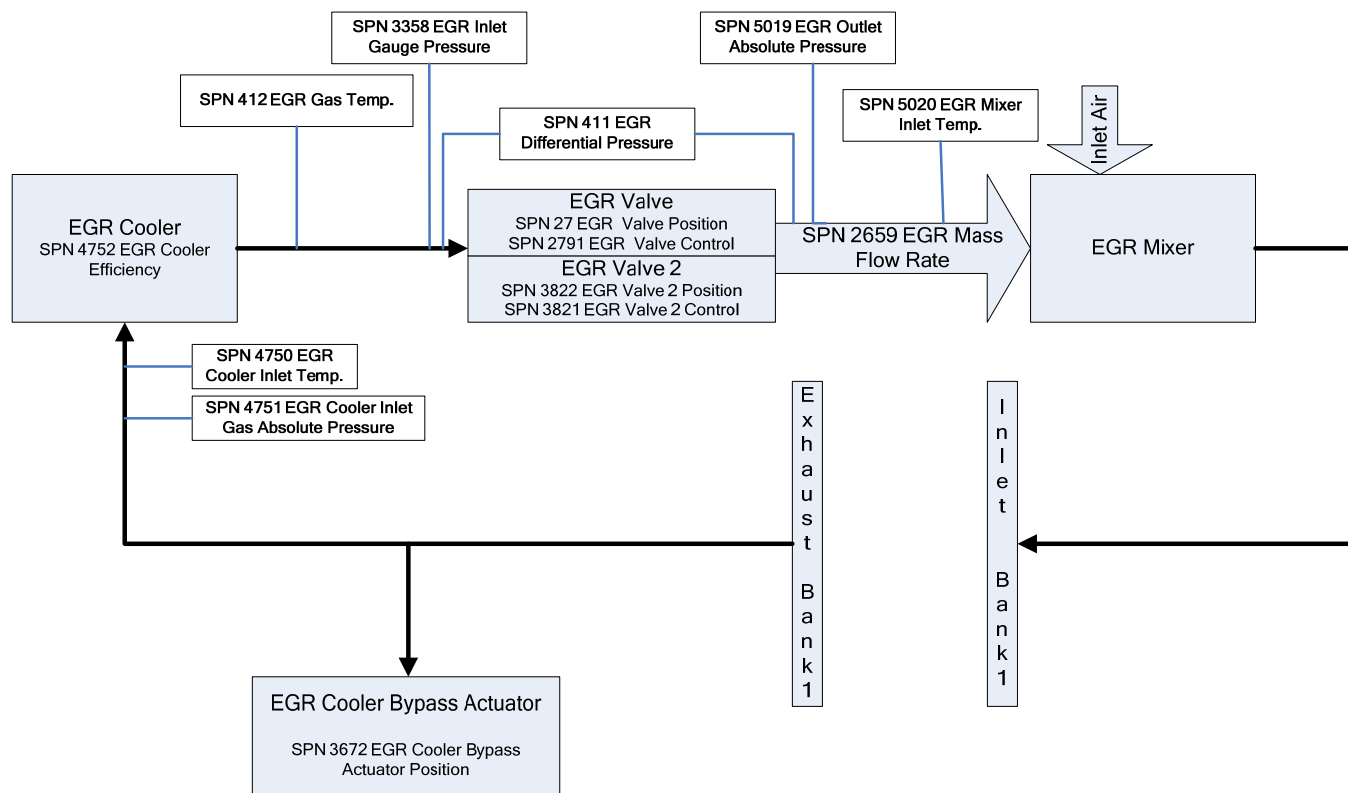 SPN 3358 EGR Inlet
Gauge Pressure
SPN 5019 EGR Outlet
Absolute Pressure
SPN 412 EGR Gas Temp.
SPN 411 EGR
Differential Pressure
SPN 5020 EGR Mixer
Inlet Temp.
Inlet Air
EGR Cooler
SPN 4752 EGR Cooler
Efficiency
EGR Valve
SPN 27 EGR Valve Position
SPN 2791 EGR Valve Control
EGR Valve 2
SPN 3822 EGR Valve 2 Position
SPN 3821 EGR Valve 2 Control
SPN 2659 EGR Mass
Flow Rate
EGR Mixer
SPN 4750 EGR
Cooler Inlet Temp.
SPN 4751 EGR Cooler Inlet
Gas Absolute Pressure
Exhaust Bank1
Inlet Bank1
EGR Cooler Bypass Actuator
SPN 3672 EGR Cooler Bypass
Actuator Position